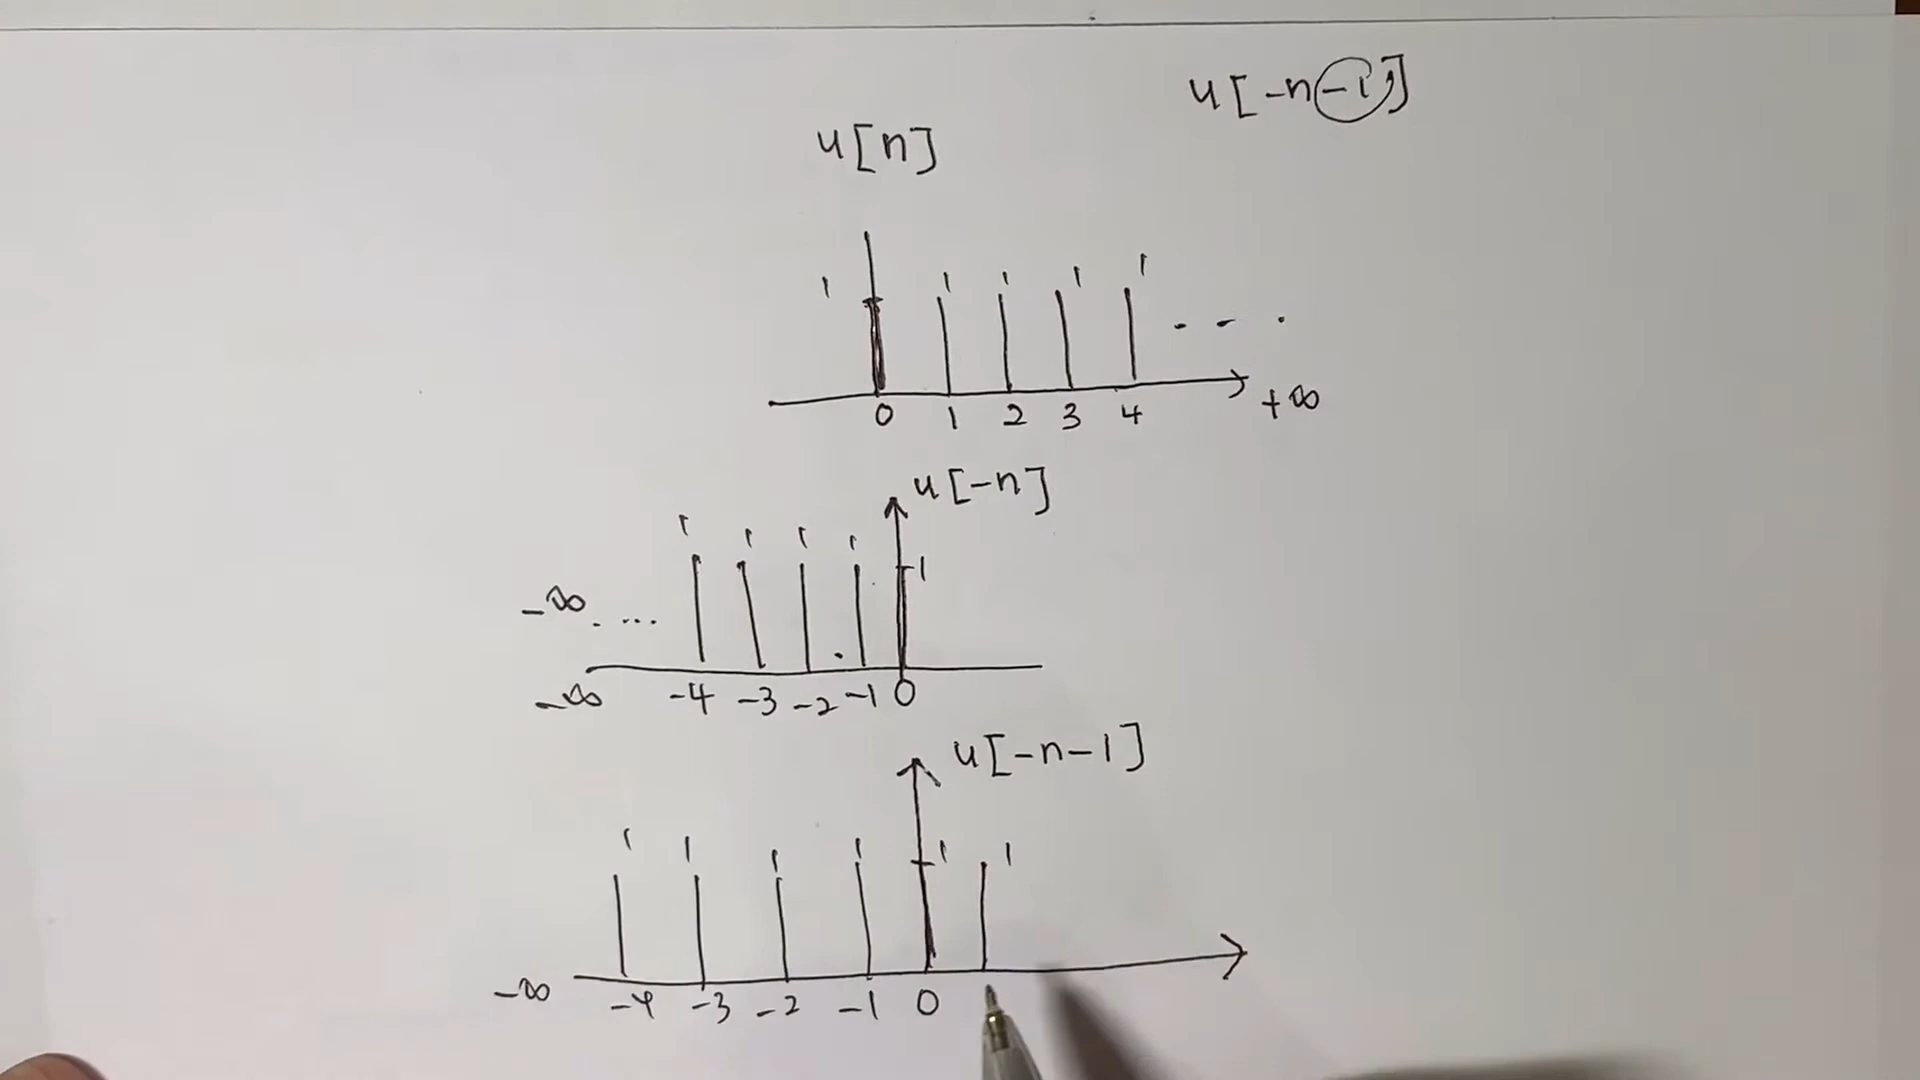 u[-n-1]
u[n]
1 1 1 1 1
0 1 2 3 4 +∞
u[-n]
1 1 1 1 1
-∞ ....
-∞ -4 -3 -2 -1 0
u[-n-1]
1 1 1 1 1 1
-∞ -4 -3 -2 -1 0